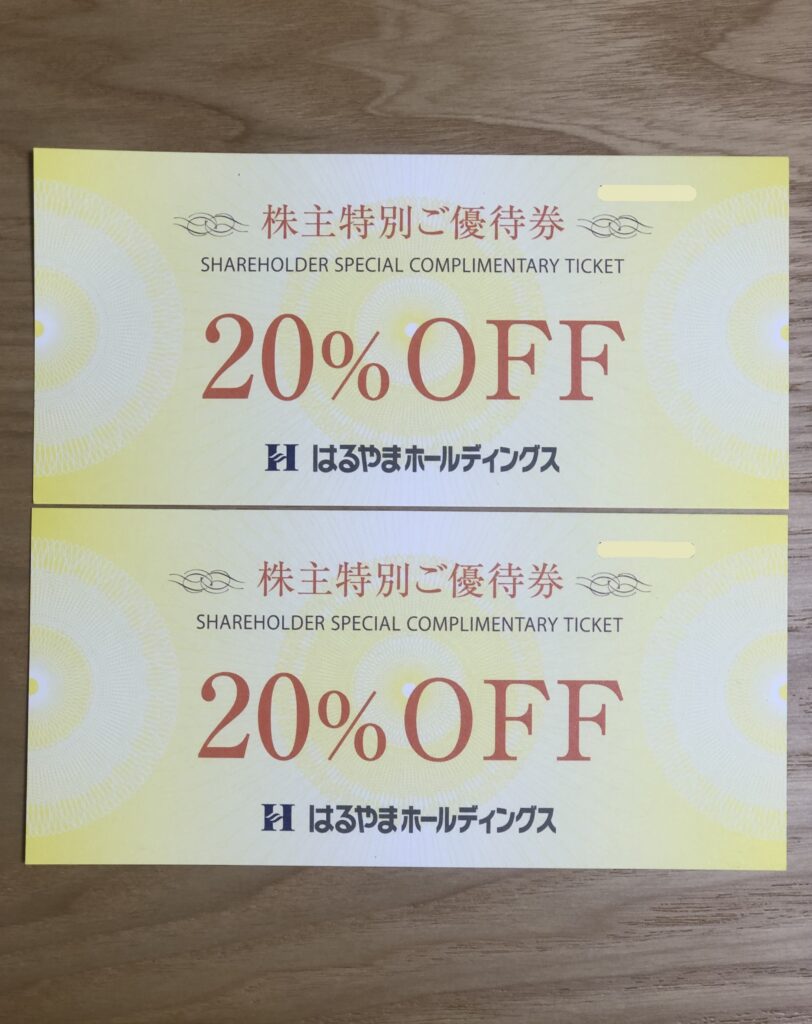 株主特別ご優待券
SHAREHOLDER SPECIAL COMPLIMENTARY TICKET
20%OFF
はるやまホールディングス
株主特別ご優待券
SHAREHOLDER SPECIAL COMPLIMENTARY TICKET
20%OFF
はるやまホールディングス